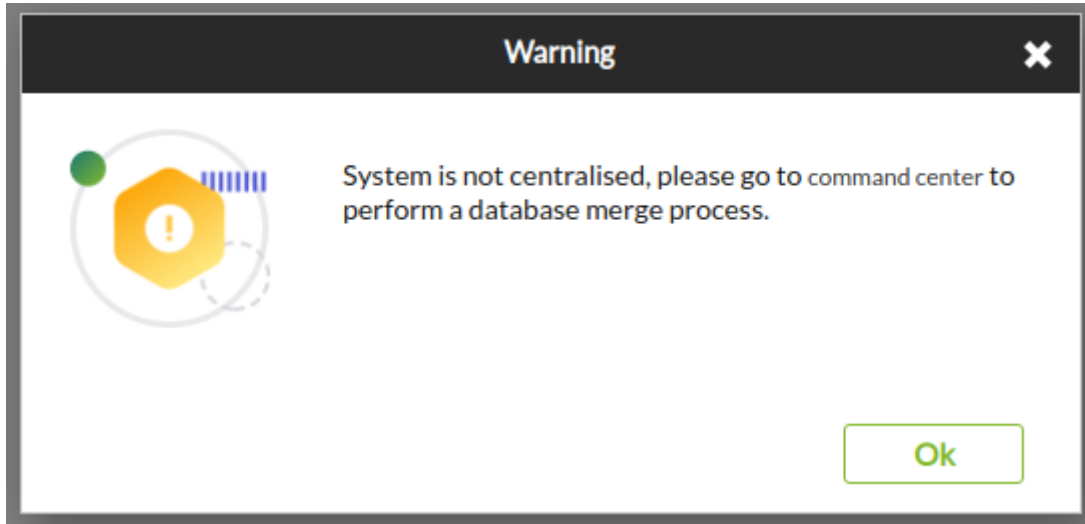 Warning
System is not centralised, please go to command center to
perform a database merge process.
Ok